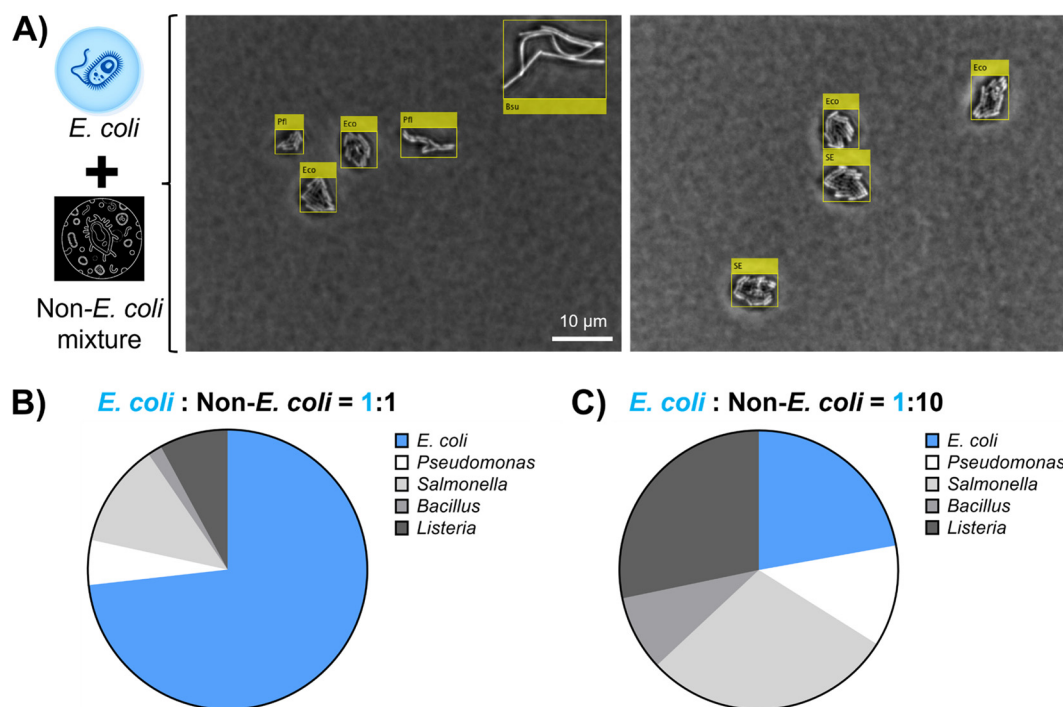 A)
E. coli
+
Non-E. coli
mixture
Bsu
Pfl
Eco
Pfl
Eco
10 µm
Eco
Eco
SE
SE
B)
E. coli : Non-E. coli = 1:1
E. coli
Pseudomonas
Salmonella
Bacillus
Listeria
C)
E. coli : Non-E. coli = 1:10
E. coli
Pseudomonas
Salmonella
Bacillus
Listeria